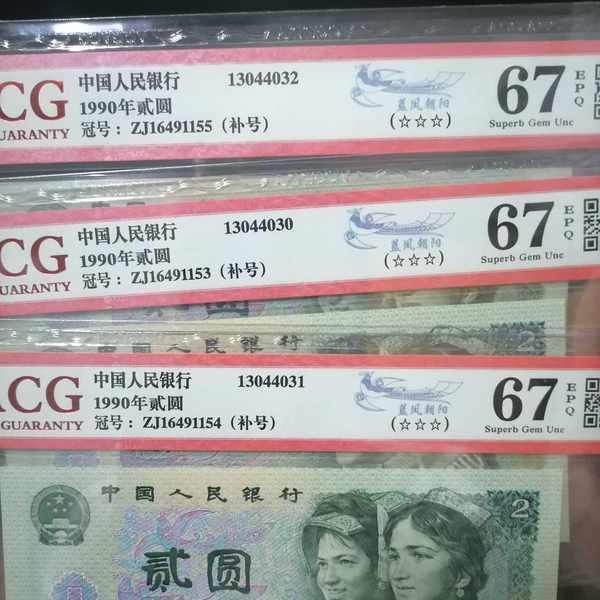 CG
GUARANTY
中国人民银行 13044032
1990年贰圆
冠号：ZJ16491155（补号）
蓝凤朝阳
(☆☆☆)
67
EPQ
Superb Gem Unc
CG
GUARANTY
中国人民银行 13044030
1990年贰圆
冠号：ZJ16491153（补号）
蓝凤朝阳
(☆☆☆)
67
EPQ
Superb Gem Unc
ACG
GUARANTY
中国人民银行 13044031
1990年贰圆
冠号：ZJ16491154（补号）
蓝凤朝阳
(☆☆☆)
67
EPQ
Superb Gem Unc
中国人民银行
贰圆
2